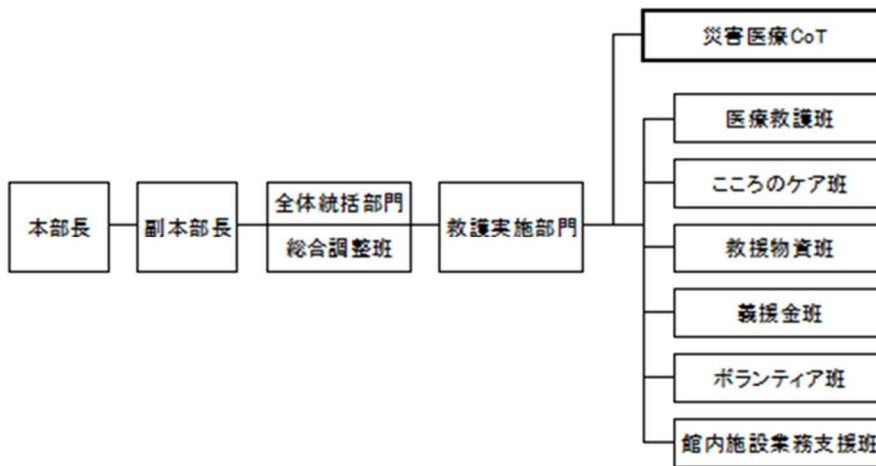 災害医療CoT
医療救護班
こころのケア班
救援物資班
義援金班
ボランティア班
館内施設業務支援班
本部長
副本部長
全体統括部門
総合調整班
救護実施部門